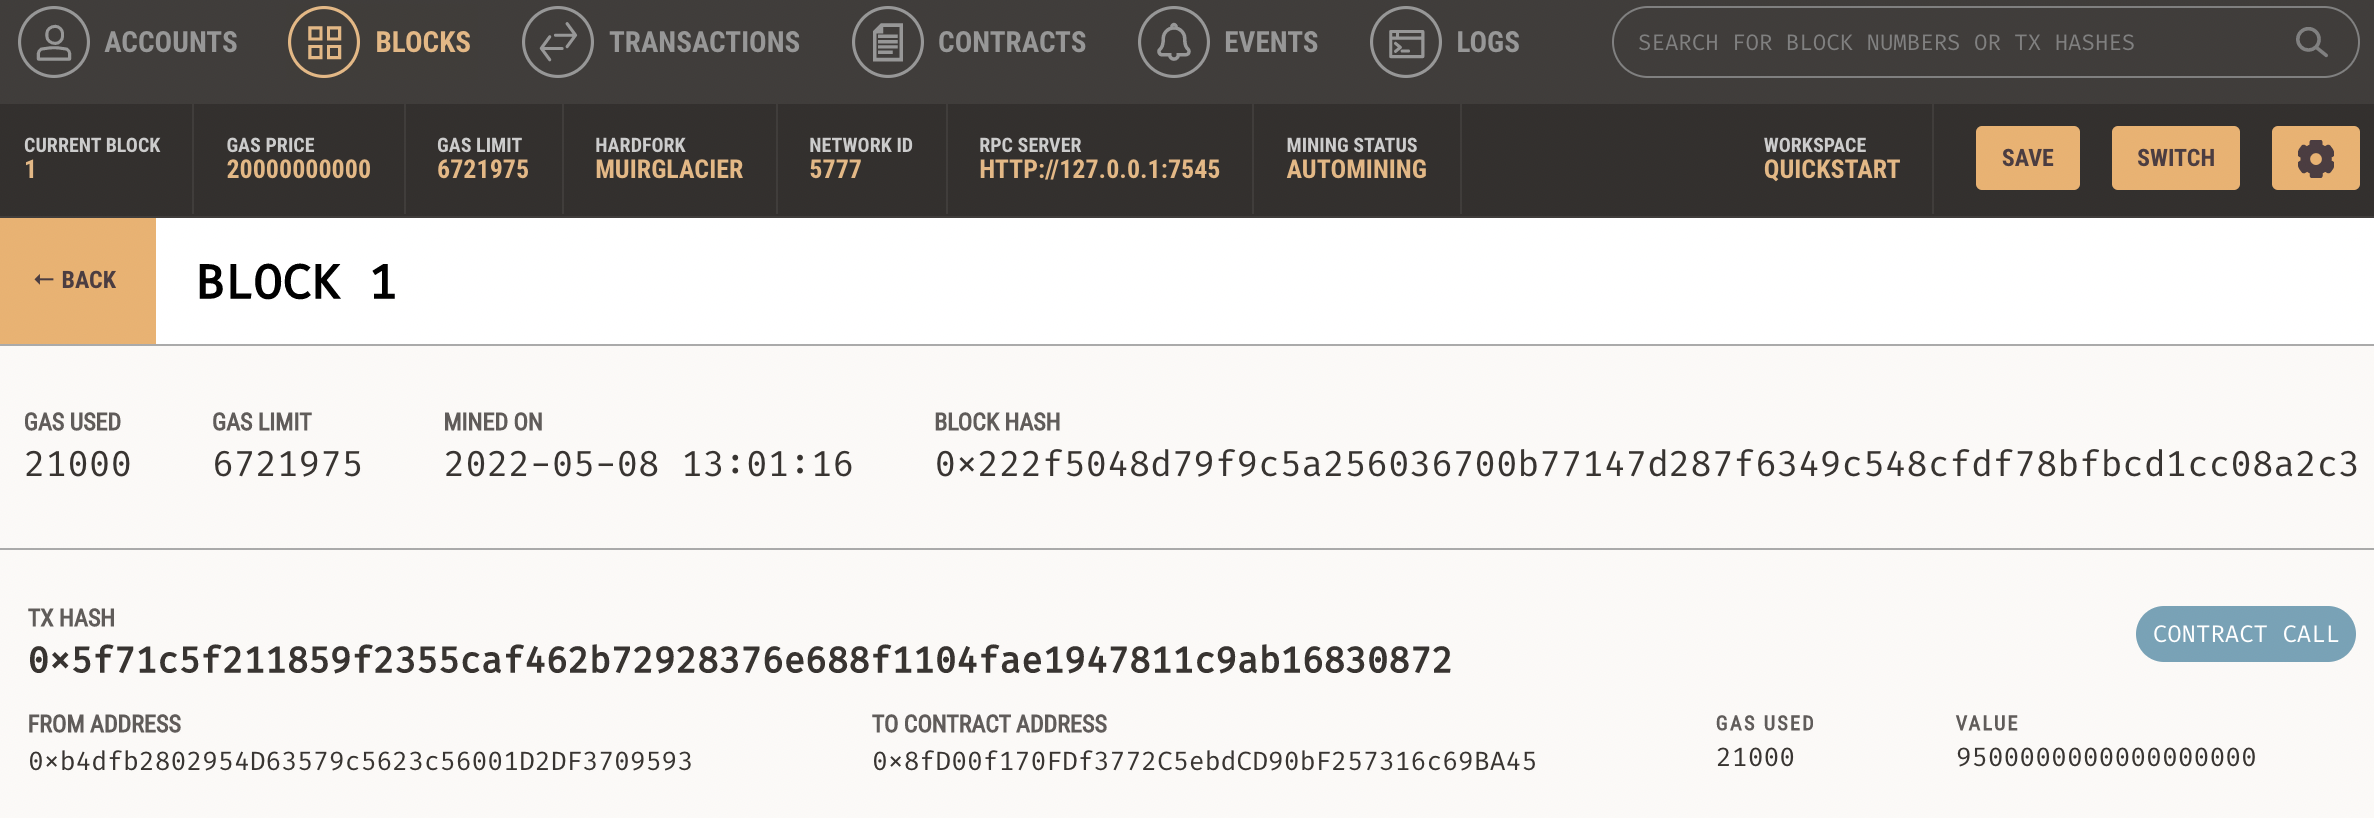 ACCOUNTS BLOCKS TRANSACTIONS CONTRACTS EVENTS LOGS SEARCH FOR BLOCK NUMBERS OR TX HASHES
CURRENT BLOCK GAS PRICE GAS LIMIT HARDFORK NETWORK ID RPC SERVER MINING STATUS WORKSPACE
1 20000000000 6721975 MUIRGLACIER 5777 HTTP://127.0.0.1:7545 AUTOMINING QUICKSTART SAVE SWITCH
← BACK BLOCK 1
GAS USED GAS LIMIT MINED ON BLOCK HASH
21000 6721975 2022-05-08 13:01:16 0×222f5048d79f9c5a256036700b77147d287f6349c548cfdf78bfbcd1cc08a2c3
TX HASH
0×5f71c5f211859f2355caf462b72928376e688f1104fae1947811c9ab16830872 CONTRACT CALL
FROM ADDRESS TO CONTRACT ADDRESS GAS USED VALUE
0×b4dfb2802954D63579c5623c56001D2DF3709593 0×8fD00f170FDf3772C5ebdCD90bF257316c69BA45 21000 9500000000000000000